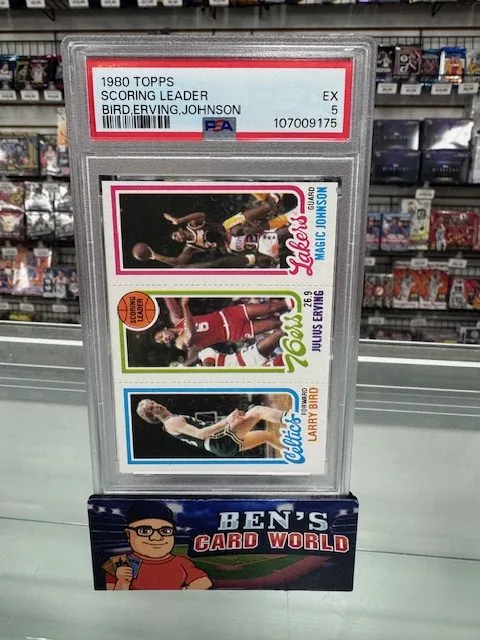 1980 TOPPS
SCORING LEADER EX
BIRD,ERVING,JOHNSON 5
PSA 107009175
Lakers GUARD
MAGIC JOHNSON
SCORING
LEADER
6
76ers 26.9
JULIUS ERVING
Celtics FORWARD
LARRY BIRD
BEN'S
CARD WORLD